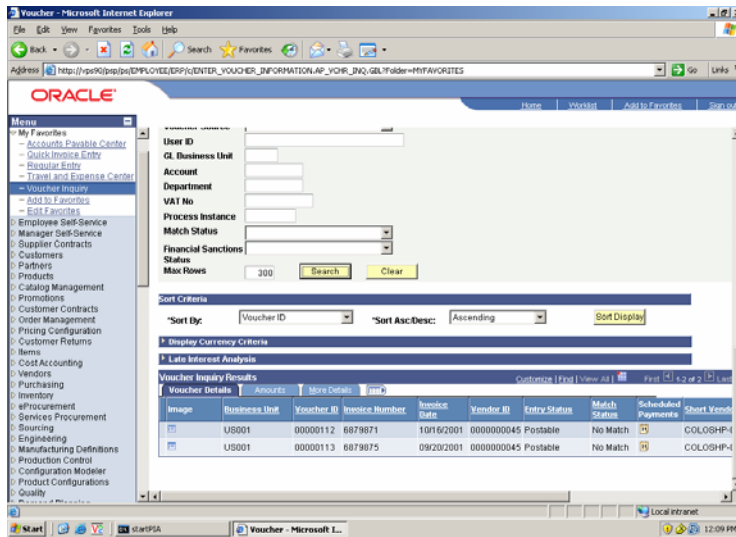 Voucher - Microsoft Internet Explorer
File Edit View Favorites Tools Help
Back Search Favorites
Address http://vps90/psp/ps/EMPLOYEE/ERP/c/ENTER_VOUCHER_INFORMATION.AP_VCHR_INQ.GBL?Folder=MYFAVORITES Go Links
ORACLE
Home Worklist Add to Favorites Sign out
Menu
My Favorites
Accounts Payable Center
Quick Invoice Entry
Regular Entry
Travel and Expense Center
Voucher Inquiry
Add to Favorites
Edit Favorites
Employee Self-Service
Manager Self-Service
Supplier Contracts
Customers
Partners
Products
Catalog Management
Promotions
Customer Contracts
Order Management
Pricing Configuration
Customer Returns
Items
Cost Accounting
Vendors
Purchasing
Inventory
eProcurement
Services Procurement
Sourcing
Engineering
Manufacturing Definitions
Production Control
Configuration Modeler
Product Configurations
Quality
Demand Planning
Voucher Source
User ID
GL Business Unit
Account
Department
VAT No
Process Instance
Match Status
Financial Sanctions
Status
Max Rows 300 Search Clear
Sort Criteria
*Sort By: Voucher ID *Sort Asc/Desc: Ascending Sort Display
Display Currency Criteria
Late Interest Analysis
Voucher Inquiry Results Customize | Find | View All | First 1-2 of 2 Last
Voucher Details Amounts More Details
Image Business Unit Voucher ID Invoice Number Invoice Date Vendor ID Entry Status Match Status Scheduled Payments Short Vendo
US001 00000112 6879871 10/16/2001 0000000045 Postable No Match COLOSHP-
US001 00000113 6879875 09/20/2001 0000000045 Postable No Match COLOSHP-
Local intranet
Start startPIA Voucher - Microsoft I... 12:09 PM